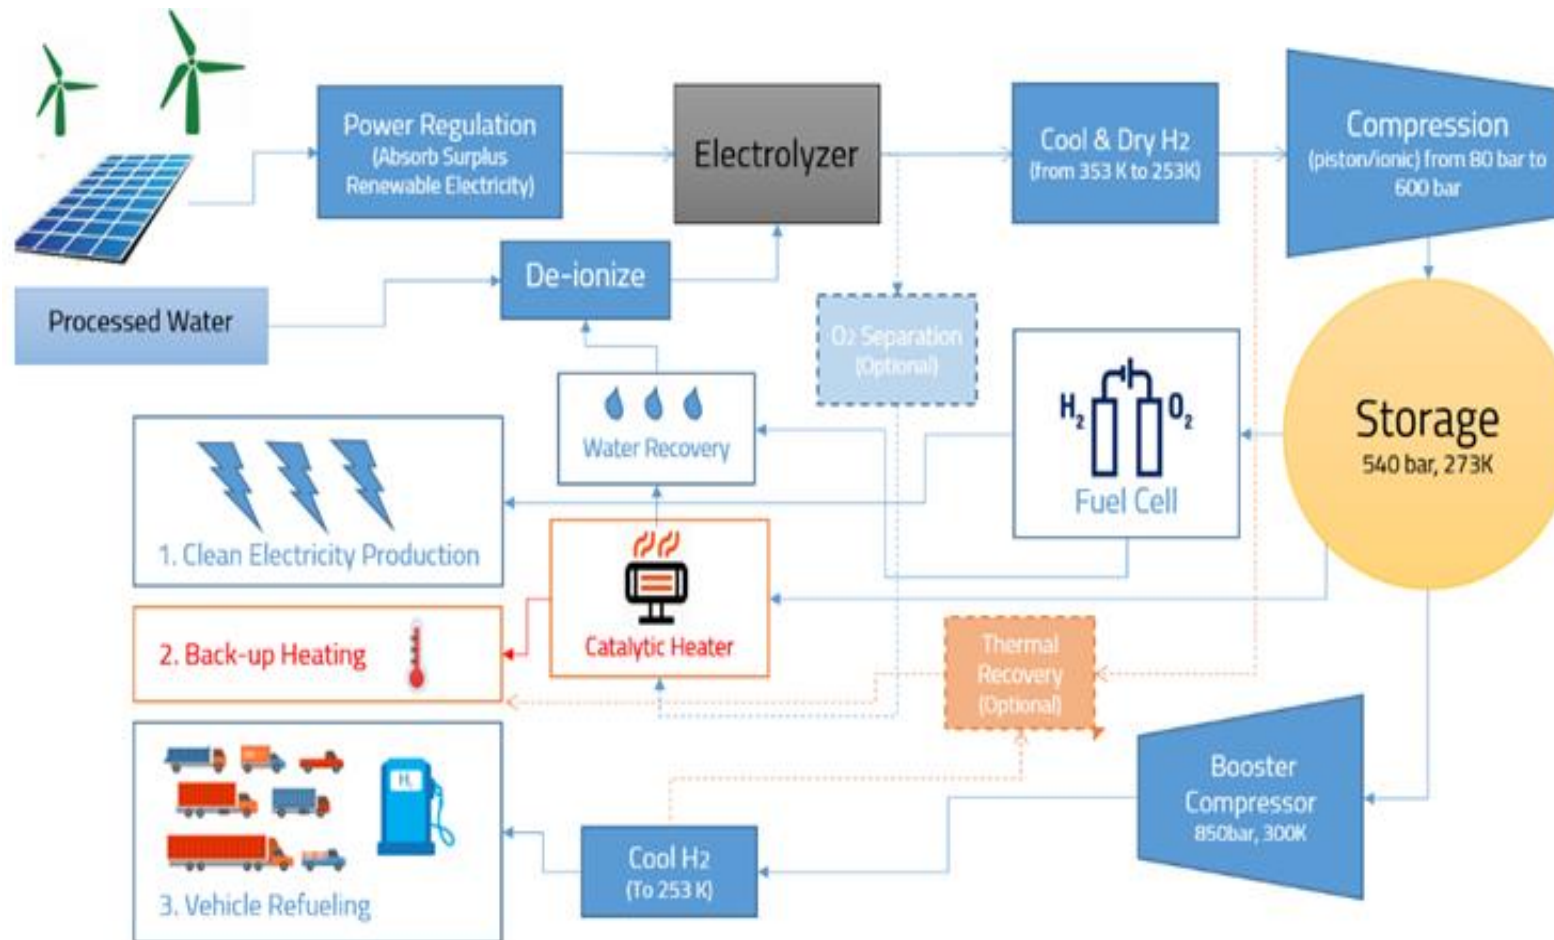 Power Regulation
(Absorb Surplus
Renewable Electricity)
Electrolyzer
Cool & Dry H2
(from 353 K to 253K)
Compression
(piston/ionic) from 80 bar to
600 bar
De-ionize
Processed Water
O2 Separation
(Optional)
H2
O2
Fuel Cell
Storage
540 bar, 273K
Water Recovery
1. Clean Electricity Production
Catalytic Heater
2. Back-up Heating
Thermal
Recovery
(Optional)
Booster
Compressor
850bar, 300K
Cool H2
(To 253 K)
H2
3. Vehicle Refueling